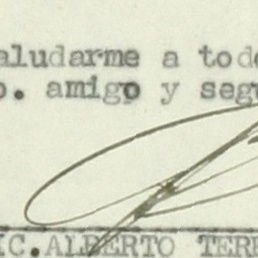 aludarme a tod
o. amigo y seg
IC. ALBERTO TER